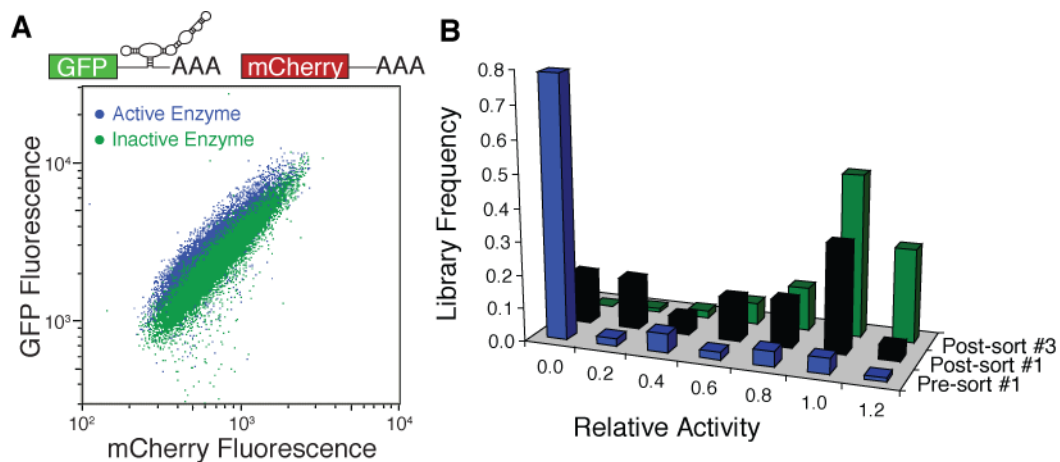 A
GFP AAA mCherry AAA
Active Enzyme
Inactive Enzyme
GFP Fluorescence
10⁴
10³
10² 10³ 10⁴
mCherry Fluorescence
B
Library Frequency
0.8
0.7
0.6
0.5
0.4
0.3
0.2
0.1
0.0
0.0 0.2 0.4 0.6 0.8 1.0 1.2
Relative Activity
Post-sort #3
Post-sort #1
Pre-sort #1